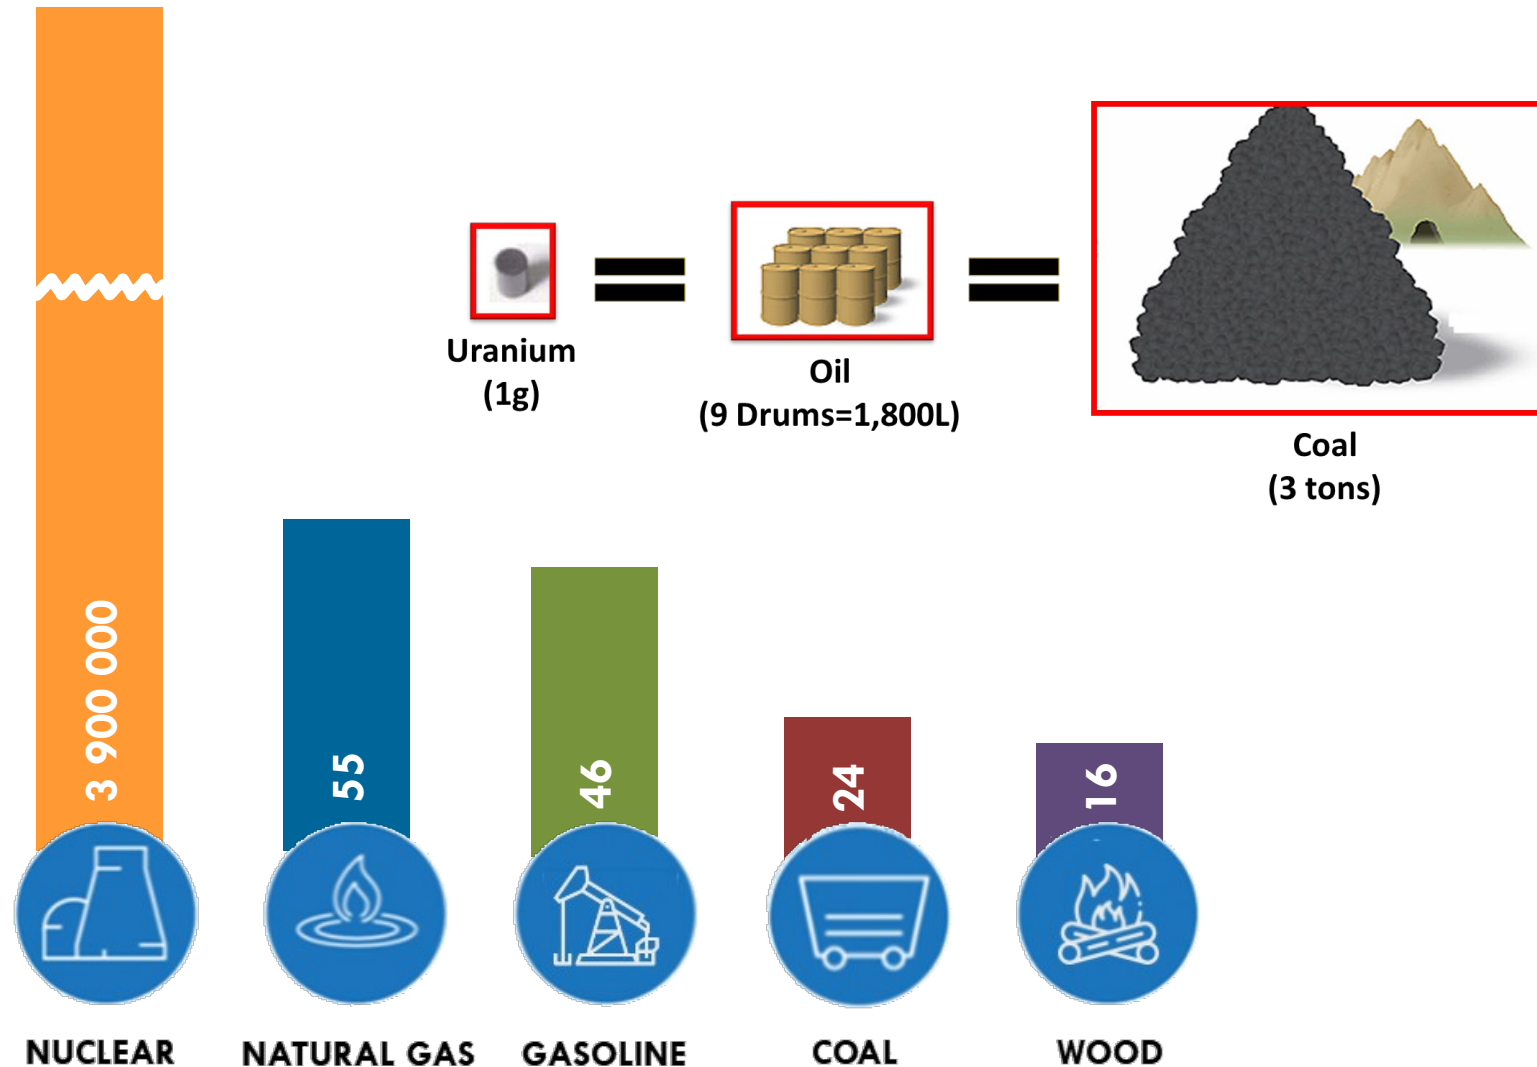 Uranium
(1g)
Oil
(9 Drums=1,800L)
Coal
(3 tons)
3 900 000
55
46
24
16
NUCLEAR
NATURAL GAS
GASOLINE
COAL
WOOD